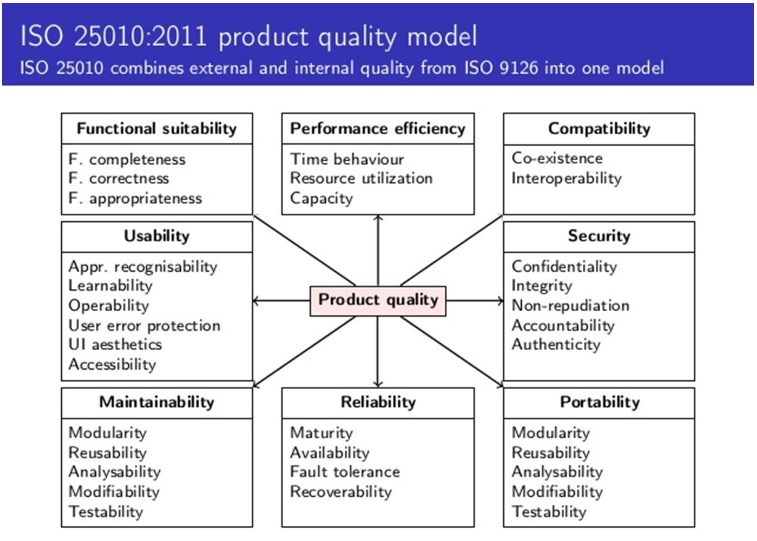 ISO 25010:2011 product quality model
ISO 25010 combines external and internal quality from ISO 9126 into one model
Functional suitability
F. completeness
F. correctness
F. appropriateness
Performance efficiency
Time behaviour
Resource utilization
Capacity
Compatibility
Co-existence
Interoperability
Usability
Appr. recognisability
Learnability
Operability
User error protection
UI aesthetics
Accessibility
Product quality
Security
Confidentiality
Integrity
Non-repudiation
Accountability
Authenticity
Maintainability
Modularity
Reusability
Analysability
Modifiability
Testability
Reliability
Maturity
Availability
Fault tolerance
Recoverability
Portability
Modularity
Reusability
Analysability
Modifiability
Testability